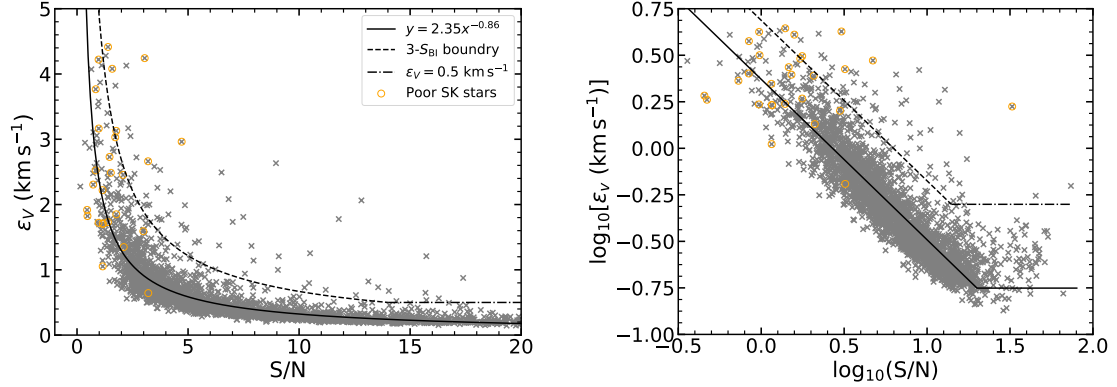 5
4
3
2
1
0
ε_V (km s⁻¹)
0 5 10 15 20
S/N
y = 2.35x^{−0.86}
3-S_BI boundry
ε_V = 0.5 km s⁻¹
Poor SK stars
0.75
0.50
0.25
0.00
−0.25
−0.50
−0.75
−1.00
log₁₀[ε_v (km s⁻¹)]
−0.5 0.0 0.5 1.0 1.5 2.0
log₁₀(S/N)